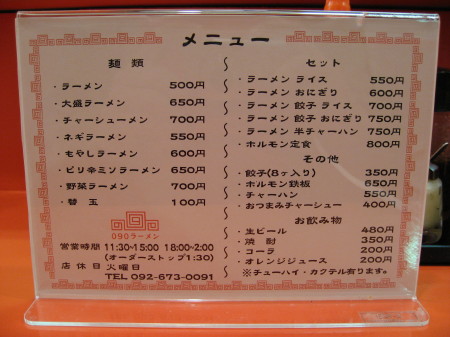 メニュー
麺類
・ラーメン 500円
・大盛ラーメン 650円
・チャーシューメン 700円
・ネギラーメン 550円
・もやしラーメン 600円
・ピリ辛ミソラーメン 650円
・野菜ラーメン 700円
・替玉 100円
090ラーメン
営業時間 11:30-15:00 18:00-2:00
(オーダーストップ1:30)
店休日 火曜日
TEL 092-673-0091
セット
・ラーメン ライス 550円
・ラーメン おにぎり 600円
・ラーメン 餃子 ライス 700円
・ラーメン 餃子 おにぎり 750円
・ラーメン 半チャーハン 750円
・ホルモン定食 800円
その他
・餃子(8ヶ入り) 350円
・ホルモン鉄板 650円
・チャーハン 550円
・おつまみチャーシュー 400円
お飲み物
・生ビール 480円
・焼酎 350円
・コーラ 200円
・オレンジジュース 200円
※チューハイ・カクテル有ります。